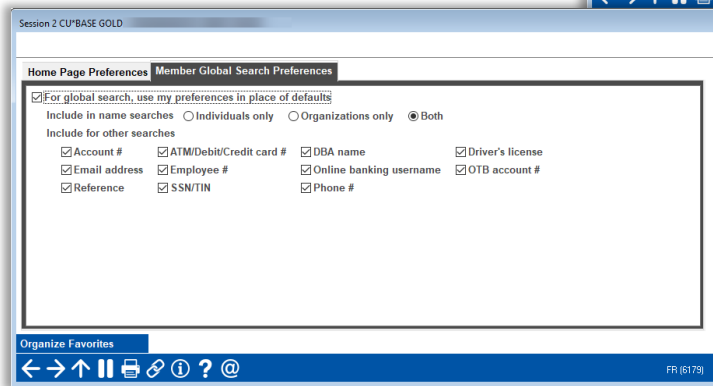 Session 2 CU*BASE GOLD
Home Page Preferences Member Global Search Preferences
For global search, use my preferences in place of defaults
Include in name searches Individuals only Organizations only Both
Include for other searches
Account # ATM/Debit/Credit card # DBA name Driver's license
Email address Employee # Online banking username OTB account #
Reference SSN/TIN Phone #
Organize Favorites
FR (6179)